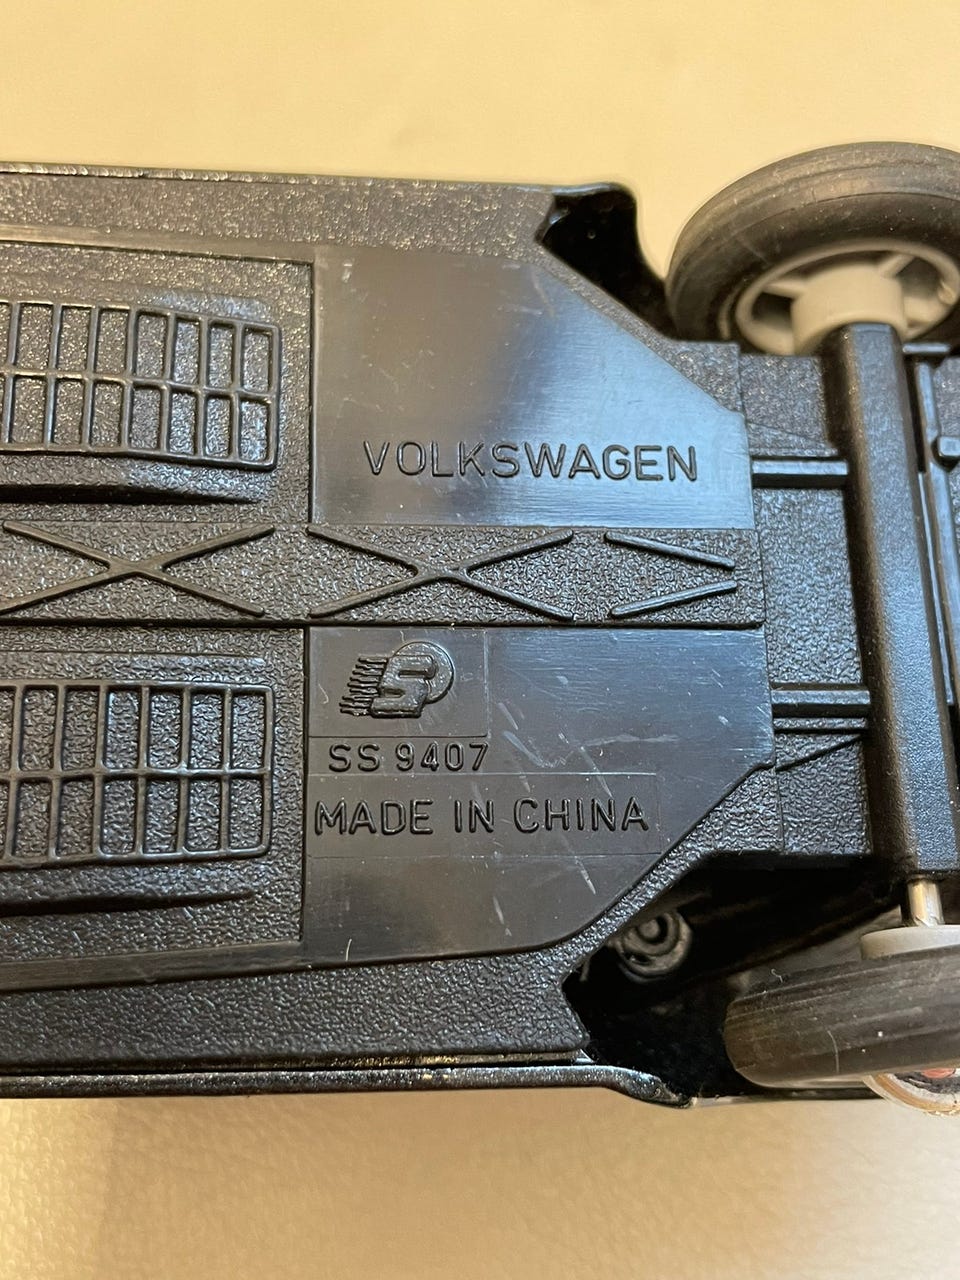 VOLKSWAGEN
S
SS 9407
MADE IN CHINA